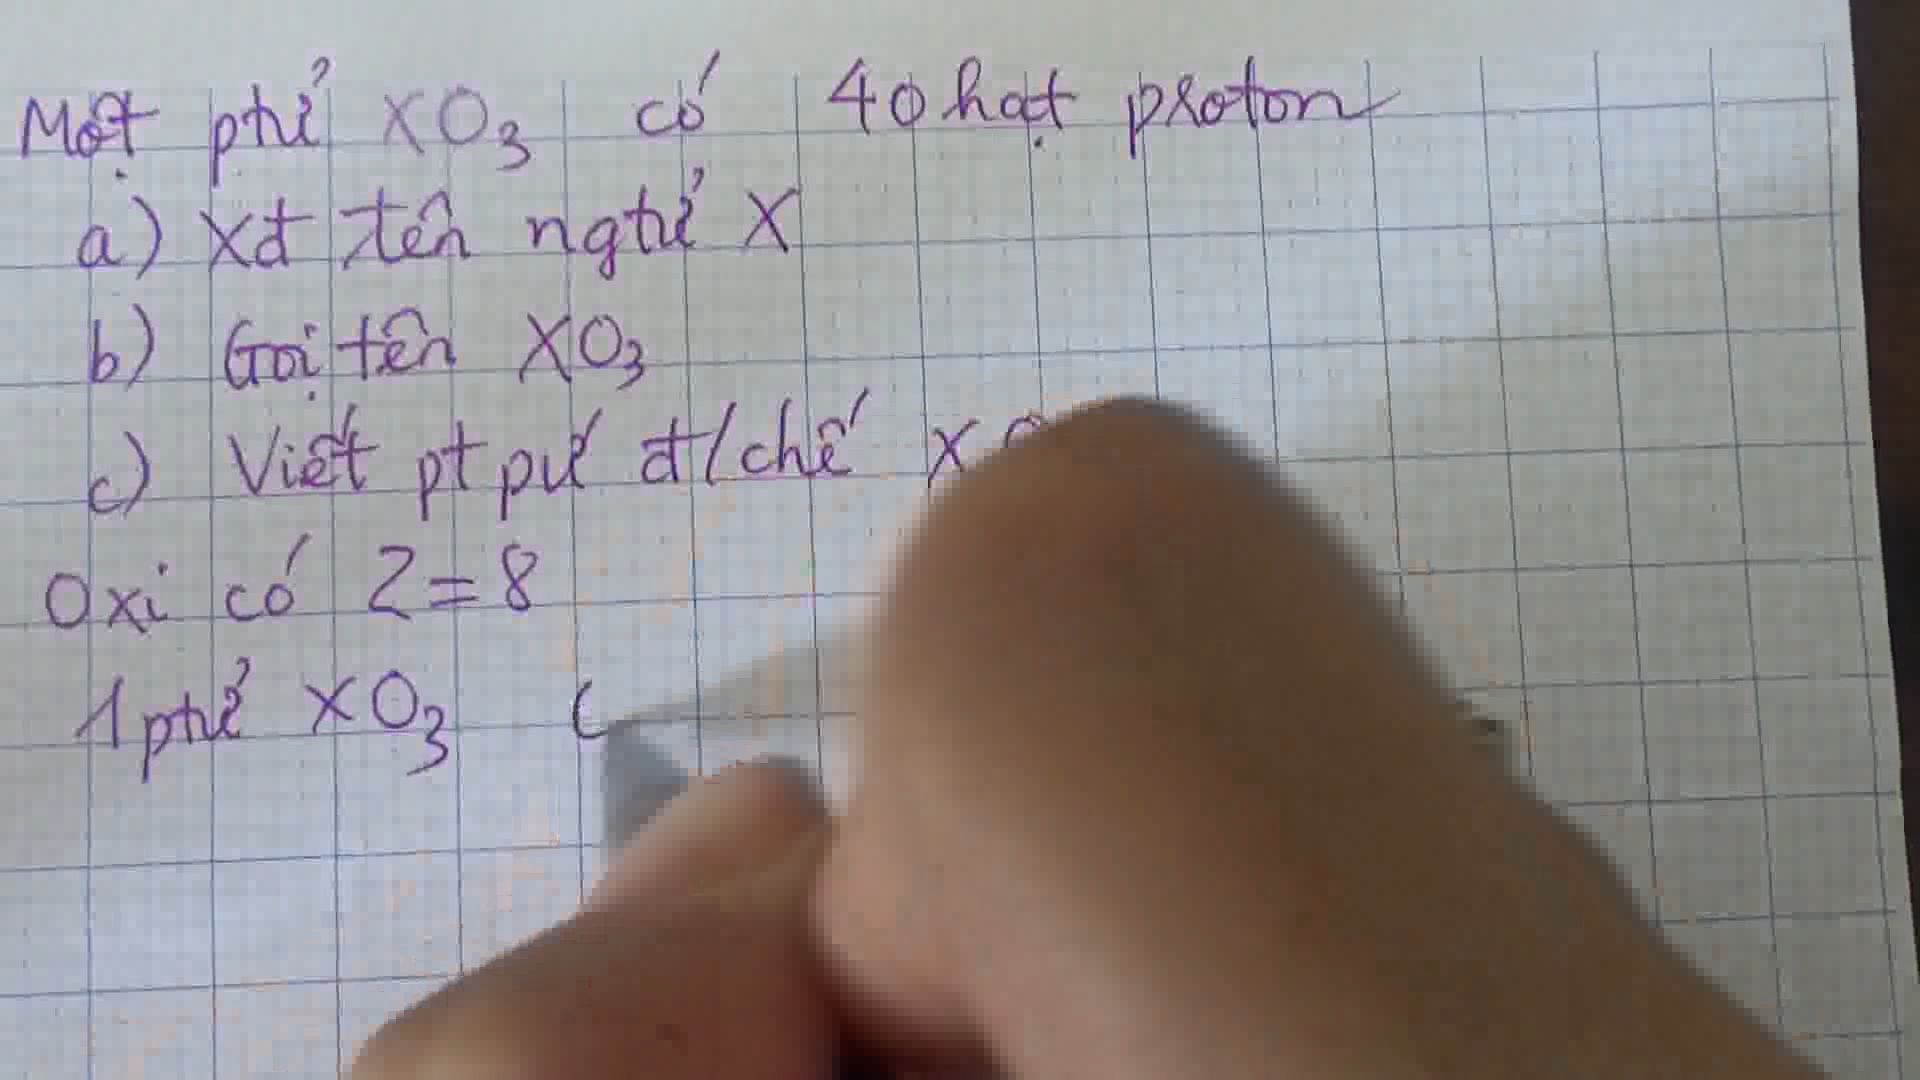 Một phtử XO3 có 40 hạt proton
a) Xđ tên ngtử X
b) Gọi tên XO3
c) Viết pt pứ đ/chế X
Oxi có Z=8
1 phtử XO3